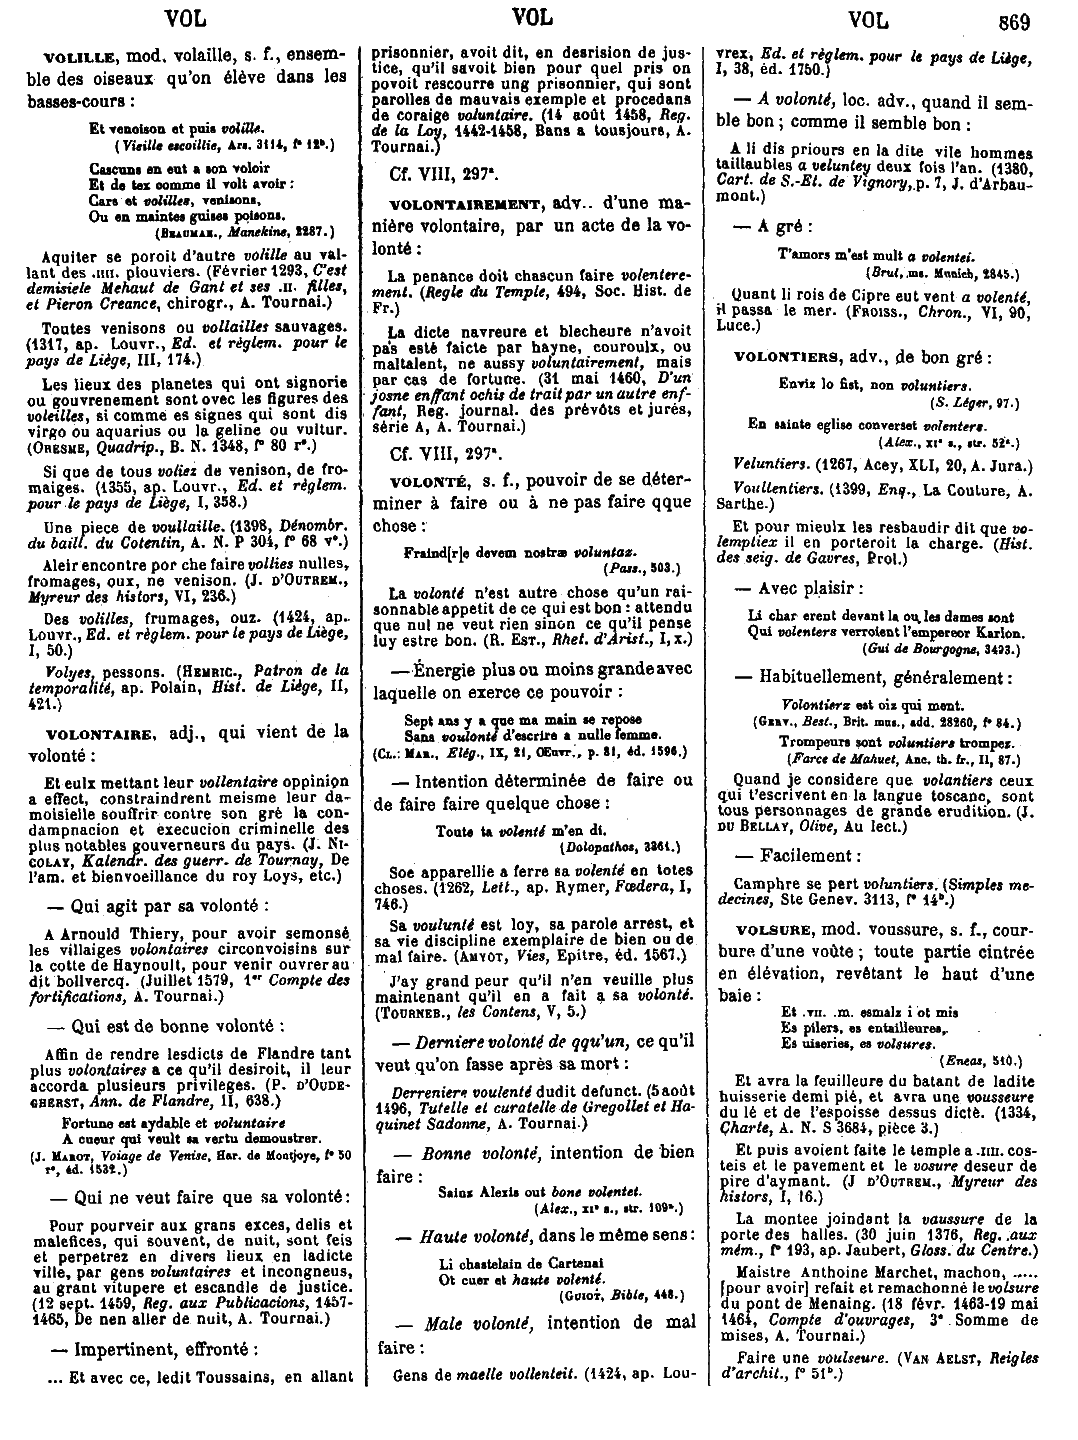 VOL
VOL
VOL
869
VOLILLE, mod. volaille, s. f., ensem-
ble des oiseaux qu'on élève dans les
basses-cours :
Et venoison et puis volille.
(Vieille escoillie, Ars. 3114, f° 12ᵇ.)
Cascuns en eut a son voloir
Et de tex comme il volt avoir :
Cars et volilles, venisons,
Ou en maintes guises poisons.
(BEAUMAN., Manekine, 2287.)
Aquiter se poroit d'autre volille au val-
lant des .IIII. plouviers. (Février 1293, C'est
demisiele Mehaut de Gant et ses .II. filles,
et Pieron Creance, chirogr., A. Tournai.)
Toutes venisons ou vollailles sauvages.
(1317, ap. Louvr., Ed. et règlem. pour le
pays de Liège, III, 174.)
Les lieux des planetes qui ont signorie
ou gouvrenement sont avec les figures des
voleilles, si comme es signes qui sont dis
virgo ou aquarius ou la geline ou vultur.
(ORESME, Quadrip., B. N. 1348, f° 80 r°.)
Si que de tous voliez de venison, de fro-
maiges. (1355, ap. Louvr., Ed. et règlem.
pour le pays de Liège, I, 358.)
Une piece de voullaille. (1398, Dénombr.
du baill. du Cotentin, A. N. P 304, f° 68 v°.)
Aleir encontre por che faire vollies nulles,
fromages, oux, ne venison. (J. D'OUTREM.,
Myreur des histors, VI, 236.)
Des volilles, frumages, ouz. (1424, ap.
Louvr., Ed. et règlem. pour le pays de Liège,
I, 50.)
Volyes, pessons. (HEMRIC., Patron de la
temporalité, ap. Polain, Hist. de Liège, II,
421.)
VOLONTAIRE, adj., qui vient de la
volonté :
Et eulx mettant leur vollentaire oppinion
a effect, constraindrent meisme leur da-
moisielle souffrir contre son gré la con-
dampnacion et execucion criminelle des
plus notables gouverneurs du pays. (J. NI-
COLAY, Kalendr. des guerr. de Tournay, De
l'am. et bienvoeillance du roy Loys, etc.)
— Qui agit par sa volonté :
A Arnould Thiery, pour avoir semonsé
les villaiges volontaires circonvoisins sur
la cotte de Haynoult, pour venir ouvrer au
dit bollvercq. (Juillet 1579, 1ᵉʳ Compte des
fortifications, A. Tournai.)
— Qui est de bonne volonté :
Affin de rendre lesdicts de Flandre tant
plus volontaires a ce qu'il desiroit, il leur
accorda plusieurs privileges. (P. D'OUDE-
GHERST, Ann. de Flandre, II, 638.)
Fortune est aydable et voluntaire
A cueur qui veult sa vertu demoustrer.
(J. MAROT, Voiage de Venise, Har. de Montjoye, f° 50
r°, éd. 1532.)
— Qui ne veut faire que sa volonté :
Pour pourveir aux grans exces, delis et
malefices, qui souvent, de nuit, sont feis
et perpetrez en divers lieux en ladicte
ville, par gens voluntaires et incongneus,
au grant vitupere et escandle de justice.
(12 sept. 1459, Reg. aux Publicacions, 1457-
1465, De nen aller de nuit, A. Tournai.)
— Impertinent, effronté :
... Et avec ce, ledit Toussains, en allant
prisonnier, avoit dit, en desrision de jus-
tice, qu'il savoit bien pour quel pris on
povoit rescourre ung prisonnier, qui sont
parolles de mauvais exemple et procedans
de coraige voluntaire. (14 août 1458, Reg.
de la Loy, 1442-1458, Bans a tousjours, A.
Tournai.)
Cf. VIII, 297ᵃ.
VOLONTAIREMENT, adv.. d'une ma-
nière volontaire, par un acte de la vo-
lonté :
La penance doit chascun faire volentere-
ment. (Regle du Temple, 494, Soc. Hist. de
Fr.)
La dicte navreure et blecheure n'avoit
pas esté faicte par hayne, couroulx, ou
maltalent, ne aussy voluntairement, mais
par cas de fortune. (31 mai 1460, D'un
josne enffant ochis de trait par un autre enf-
fant, Reg. journal. des prévôts et jurés,
série A, A. Tournai.)
Cf. VIII, 297ᵃ.
VOLONTÉ, s. f., pouvoir de se déter-
miner à faire ou à ne pas faire qque
chose :
Fraind[r]e devem nostræ voluntaz.
(Pass., 503.)
La volonté n'est autre chose qu'un rai-
sonnable appetit de ce qui est bon : attendu
que nul ne veut rien sinon ce qu'il pense
luy estre bon. (R. EST., Rhet. d'Arist., I, x.)
— Énergie plus ou moins grande avec
laquelle on exerce ce pouvoir :
Sept ans y a que ma main se repose
Sans voulonté d'escrire a nulle femme.
(CL. MAR., Elég., IX, 21, Œuvr., p. 81, éd. 1596.)
— Intention déterminée de faire ou
de faire faire quelque chose :
Toute ta volenté m'en di.
(Dolopathos, 3261.)
Soe apparellie a ferre sa volenté en totes
choses. (1262, Lett., ap. Rymer, Fœdera, I,
746.)
Sa voulunté est loy, sa parole arrest, et
sa vie discipline exemplaire de bien ou de
mal faire. (AMYOT, Vies, Epitre, éd. 1567.)
J'ay grand peur qu'il n'en veuille plus
maintenant qu'il en a fait a sa volonté.
(TOURNEB., les Contens, V, 5.)
— Derniere volonté de qqu'un, ce qu'il
veut qu'on fasse après sa mort :
Derreniere voulenté dudit defunct. (5 août
1496, Tutelle et curatelle de Gregollet et Ha-
quinet Sadonne, A. Tournai.)
— Bonne volonté, intention de bien
faire :
Sainz Alexis out bone volentet.
(Alex., XIᵉ s., str. 109ᵃ.)
— Haute volonté, dans le même sens :
Li chastelain de Cartenai
Ot cuer et haute volenté.
(GUIOT, Bible, 448.)
— Male volonté, intention de mal
faire :
Gens de maelle vollenteit. (1424, ap. Lou-
vrex, Ed. et règlem. pour le pays de Liège,
I, 38, éd. 1750.)
— A volonté, loc. adv., quand il sem-
ble bon ; comme il semble bon :
A li dis priours en la dite vile hommes
taillaubles a veluntey deux fois l'an. (1380,
Cart. de S.-Et. de Vignory, p. 7, J. d'Arbau-
mont.)
— A gré :
T'amors m'est mult a volentei.
(Brut, ms. Munich, 2845.)
Quant li rois de Cipre eut vent a volenté,
il passa le mer. (FROISS., Chron., VI, 90,
Luce.)
VOLONTIERS, adv., de bon gré :
Enviz lo fist, non voluntiers.
(S. Léger, 97.)
En sainte eglise converset volenters.
(Alex., XIᵉ s., str. 52ᵃ.)
Veluntiers. (1267, Acey, XLI, 20, A. Jura.)
Voullentiers. (1399, Enq., La Couture, A.
Sarthe.)
Et pour mieulx les resbaudir dit que vo-
lempliex il en porteroit la charge. (Hist.
des seig. de Gavres, Prol.)
— Avec plaisir :
Li char erent devant la ou les dames sont
Qui volenters verroient l'empereor Karlon.
(Gui de Bourgogne, 3493.)
— Habituellement, généralement :
Volontierz est oiz qui ment.
(GERV., Best., Brit. mus., add. 28260, f° 84.)
Trompeurs sont voluntiers trompez.
(Farce de Mahuet, Anc. th. fr., II, 87.)
Quand je considere que volantiers ceux
qui t'escrivent en la langue toscane, sont
tous personnages de grande erudition. (J.
DU BELLAY, Olive, Au lect.)
— Facilement :
Camphre se pert voluntiers. (Simples me-
decines, Ste Genev. 3113, f° 14ᵇ.)
VOLSURE, mod. voussure, s. f., cour-
bure d'une voûte ; toute partie cintrée
en élévation, revêtant le haut d'une
baie :
Et .VII. .M. esmalz i ot mis
Es pilers, es entailleures,
Es uiseries, es volsures.
(Eneas, 510.)
Et avra la feuilleure du batant de ladite
huisserie demi pié, et avra une vousseure
du lé et de l'espoisse dessus dicte. (1334,
Charte, A. N. S 3684, pièce 3.)
Et puis avoient faite le temple a .IIII. cos-
teis et le pavement et le vosure deseur de
pire d'aymant. (J D'OUTREM., Myreur des
histors, I, 16.)
La montee joindant la vaussure de la
porte des halles. (30 juin 1376, Reg. aux
mém., f° 193, ap. Jaubert, Gloss. du Centre.)
Maistre Anthoine Marchet, machon, .....
[pour avoir] refait et remachonné le volsure
du pont de Menaing. (18 févr. 1463-19 mai
1464, Compte d'ouvrages, 3ᵉ Somme de
mises, A. Tournai.)
Faire une voulseure. (VAN AELST, Reigles
d'archit., f° 51ᵇ.)